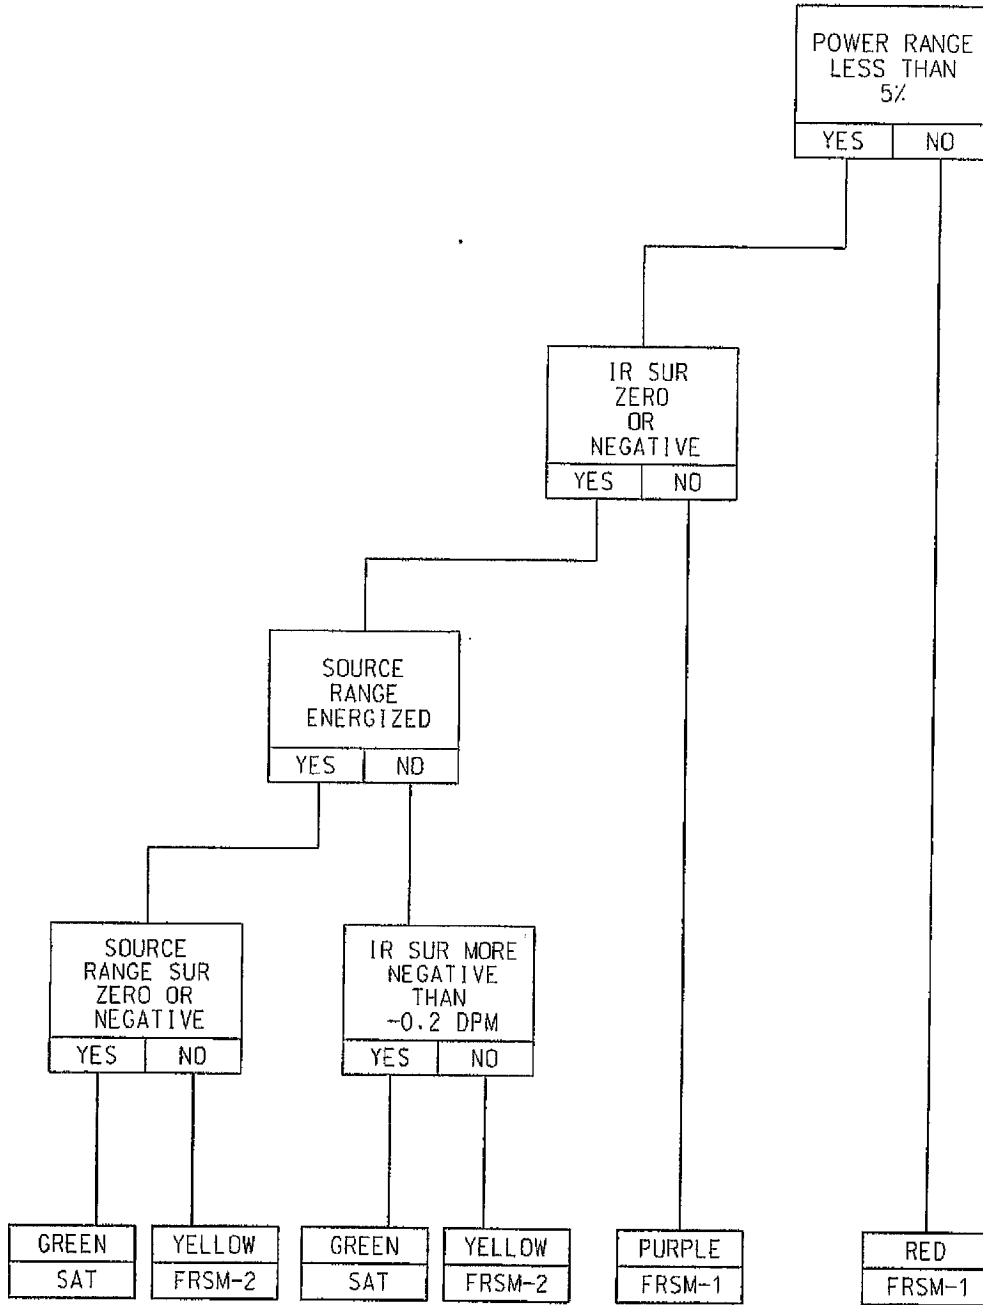 POWER RANGE
LESS THAN
5%
YES NO
IR SUR
ZERO
OR
NEGATIVE
YES NO
SOURCE
RANGE
ENERGIZED
YES NO
SOURCE
RANGE SUR
ZERO OR
NEGATIVE
YES NO
IR SUR MORE
NEGATIVE
THAN
-0.2 DPM
YES NO
GREEN
SAT
YELLOW
FRSM-2
GREEN
SAT
YELLOW
FRSM-2
PURPLE
FRSM-1
RED
FRSM-1